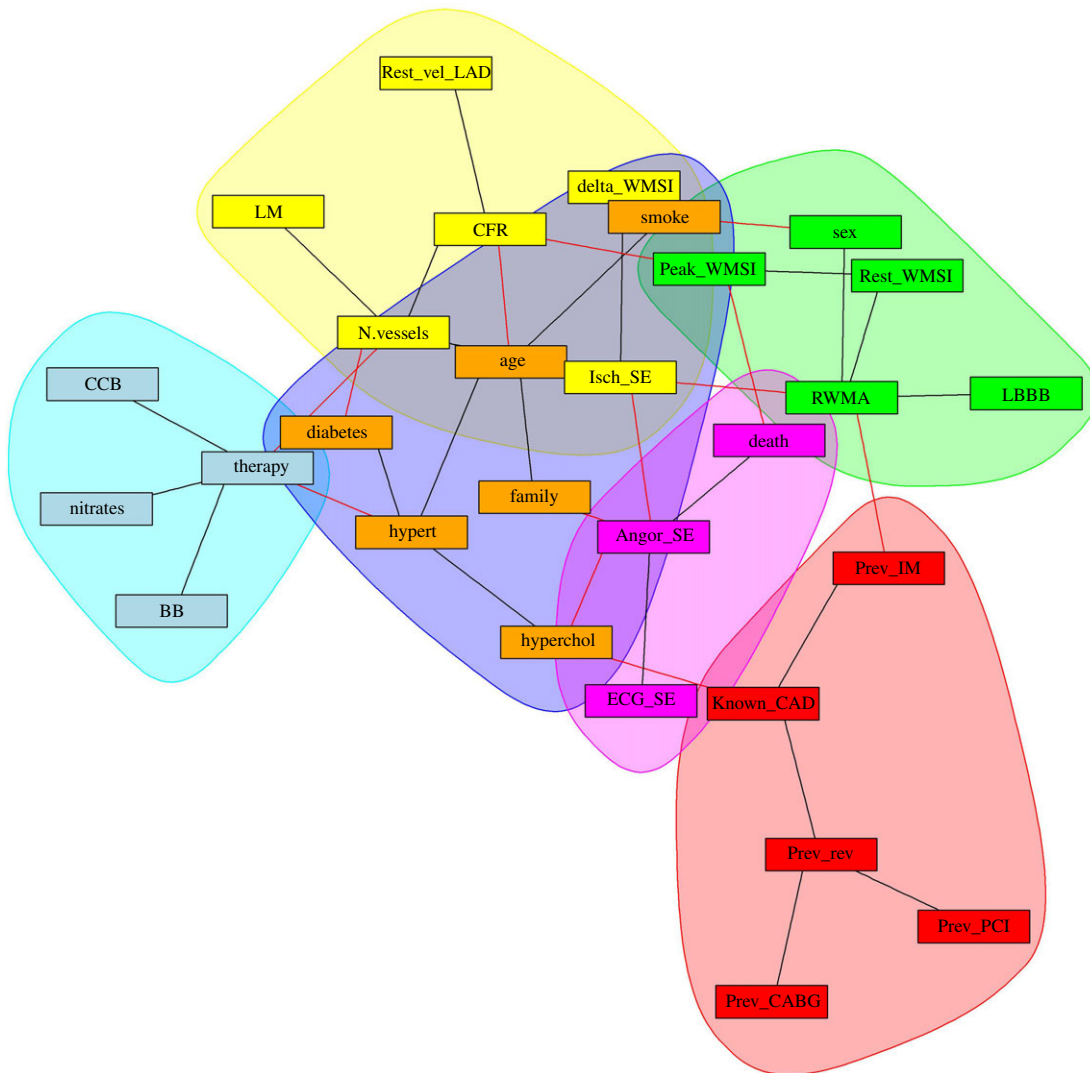 Rest_vel_LAD
delta_WMSI
LM
smoke
CFR
sex
Peak_WMSI
Rest_WMSI
N.vessels
age
Isch_SE
CCB
RWMA
LBBB
diabetes
death
therapy
family
nitrates
hypert
Angor_SE
Prev_IM
BB
hyperchol
ECG_SE
Known_CAD
Prev_rev
Prev_PCI
Prev_CABG